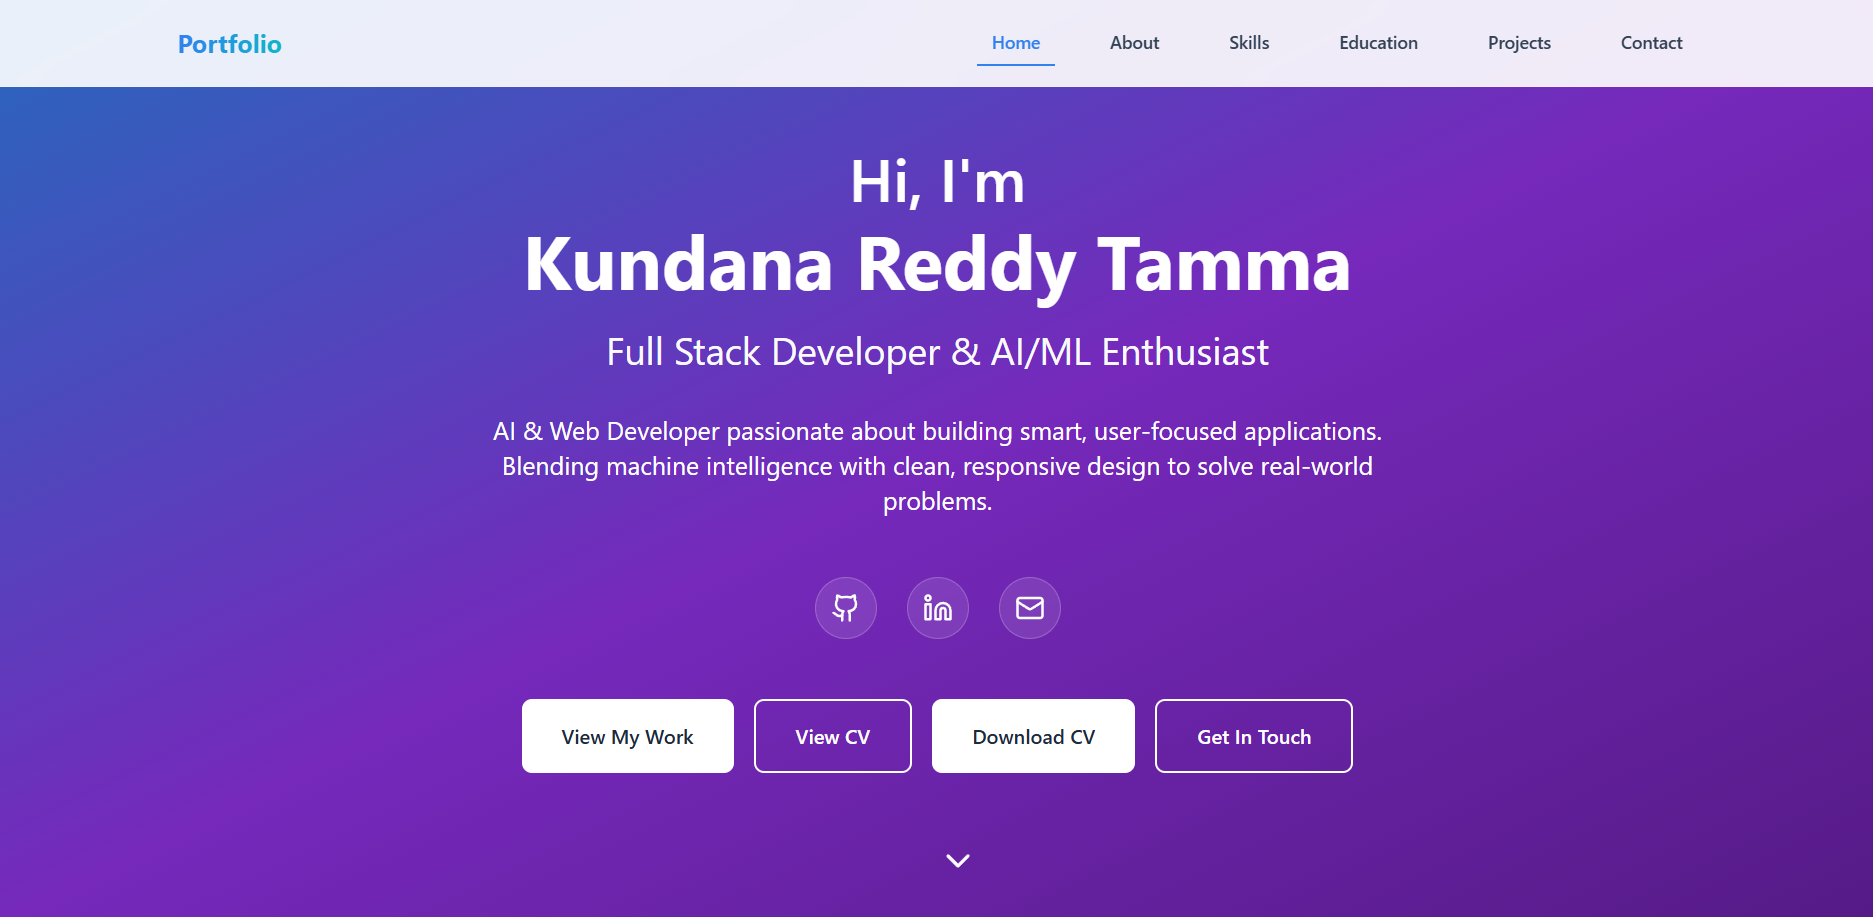 Portfolio
Home
About
Skills
Education
Projects
Contact
Hi, I'm
Kundana Reddy Tamma
Full Stack Developer & AI/ML Enthusiast
AI & Web Developer passionate about building smart, user-focused applications.
Blending machine intelligence with clean, responsive design to solve real-world
problems.
View My Work
View CV
Download CV
Get In Touch